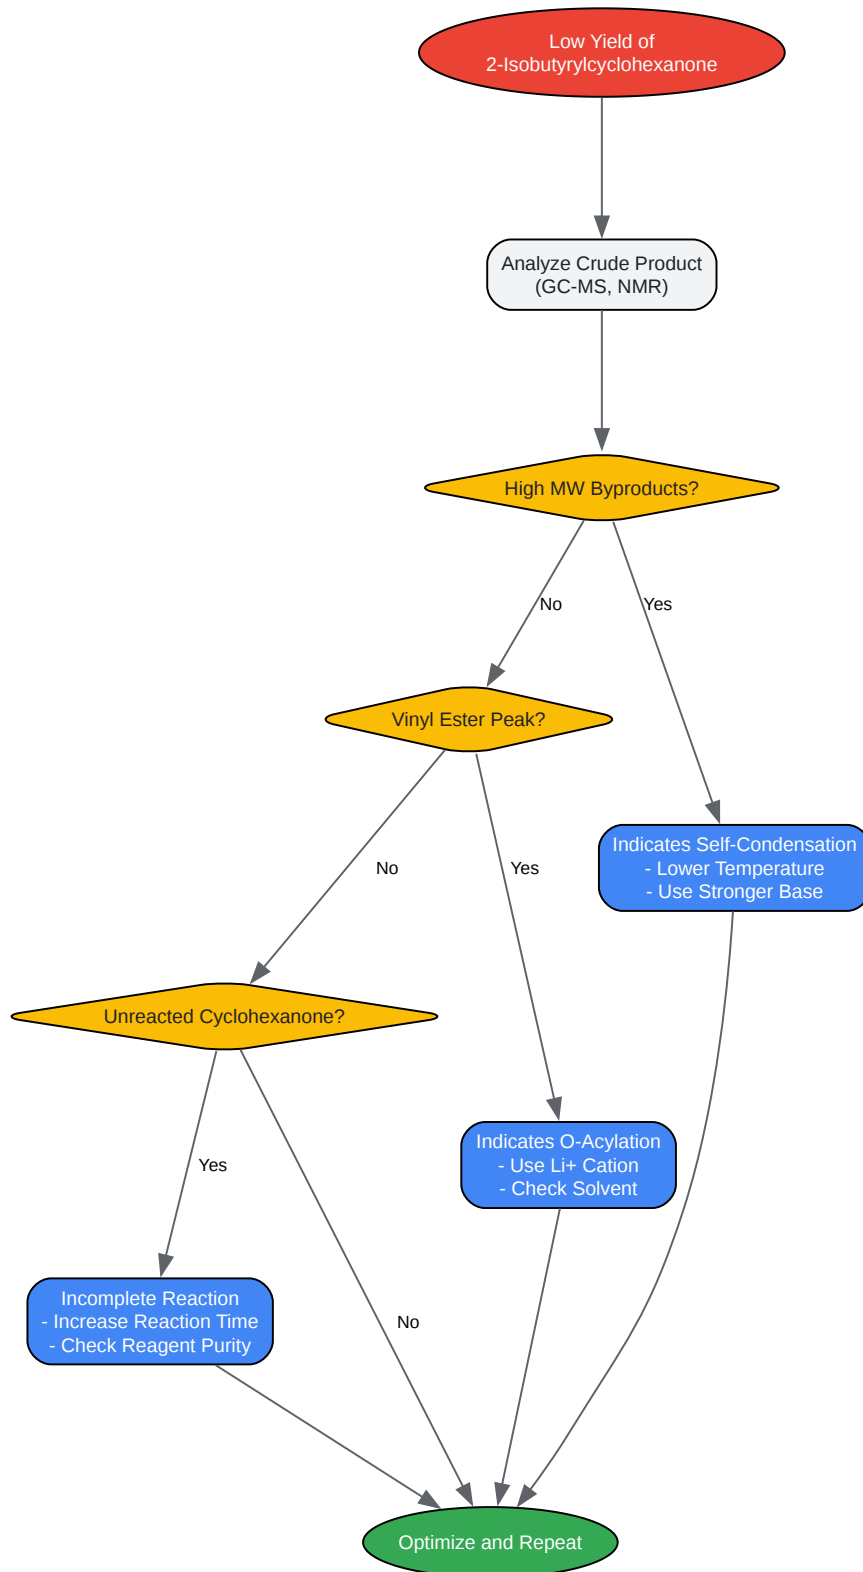 Low Yield of
2-Isobutyrylcyclohexanone
Analyze Crude Product
(GC-MS, NMR)
High MW Byproducts?
No
Yes
Vinyl Ester Peak?
Indicates Self-Condensation
- Lower Temperature
- Use Stronger Base
No
Yes
Unreacted Cyclohexanone?
Indicates O-Acylation
- Use Li+ Cation
- Check Solvent
Yes
Incomplete Reaction
- Increase Reaction Time
- Check Reagent Purity
No
Optimize and Repeat